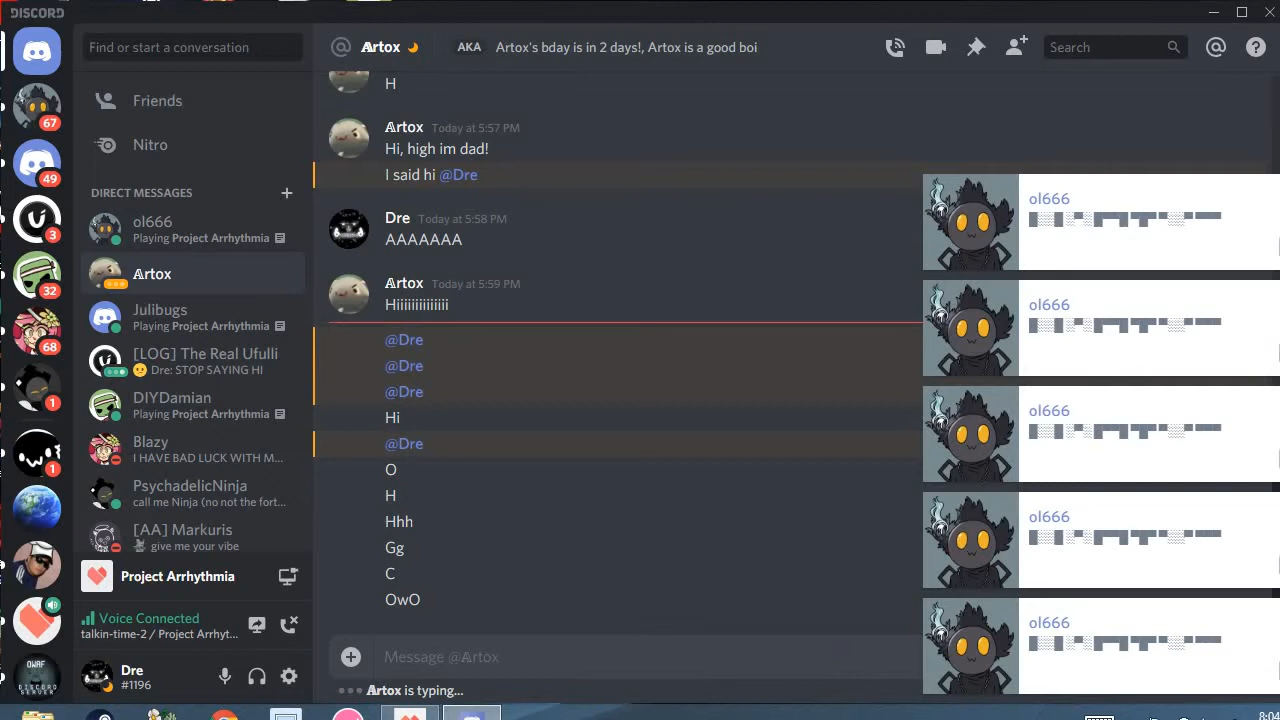 DISCORD
Find or start a conversation
Artox
AKA
Artox's bday is in 2 days!, Artox is a good boi
Search
67
49
3
32
68
1
1
Friends
Nitro
DIRECT MESSAGES
ol666
Playing Project Arrhythmia
Artox
Julibugs
Playing Project Arrhythmia
[LOG] The Real Ufulli
Dre: STOP SAYING HI
DIYDamian
Playing Project Arrhythmia
Blazy
I HAVE BAD LUCK WITH M...
PsychadelicNinja
call me Ninja (no not the fort...
[AA] Markuris
give me your vibe
Project Arrhythmia
Voice Connected
talkin-time-2 / Project Arrhyt...
Dre
#1196
OWAF
DISCORD
SERVER
H
Artox Today at 5:57 PM
Hi, high im dad!
I said hi @Dre
Dre Today at 5:58 PM
AAAAAAA
Artox Today at 5:59 PM
Hiiiiiiiiiiiiii
@Dre
@Dre
@Dre
Hi
@Dre
O
H
Hhh
Gg
C
OwO
Message @Artox
Artox is typing...
ol666
ol666
ol666
ol666
ol666
8:04